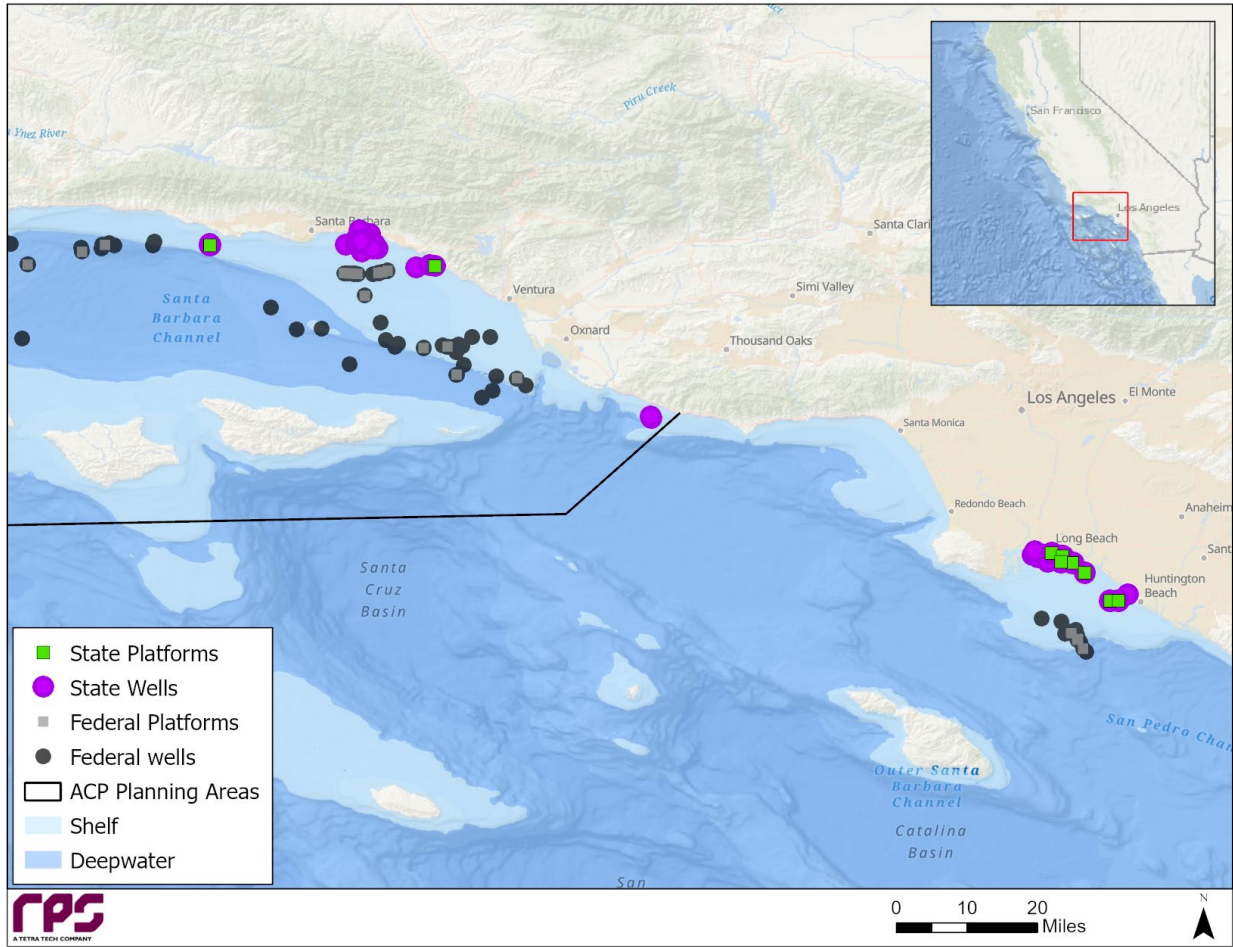 Piru Creek
Ynez River
San Francisco
Los Angeles
Santa Barbara
Santa Clari
Ventura
Simi Valley
Santa
Barbara
Channel
Oxnard
Thousand Oaks
Los Angeles
El Monte
Santa Monica
Redondo Beach
Anaheim
Long Beach
Sant
Huntington
Beach
Santa
Cruz
Basin
San Pedro Chan
Outer Santa
Barbara
Channel
Catalina
Basin
San
State Platforms
State Wells
Federal Platforms
Federal wells
ACP Planning Areas
Shelf
Deepwater
rps
A TETRA TECH COMPANY
0 10 20
Miles
N